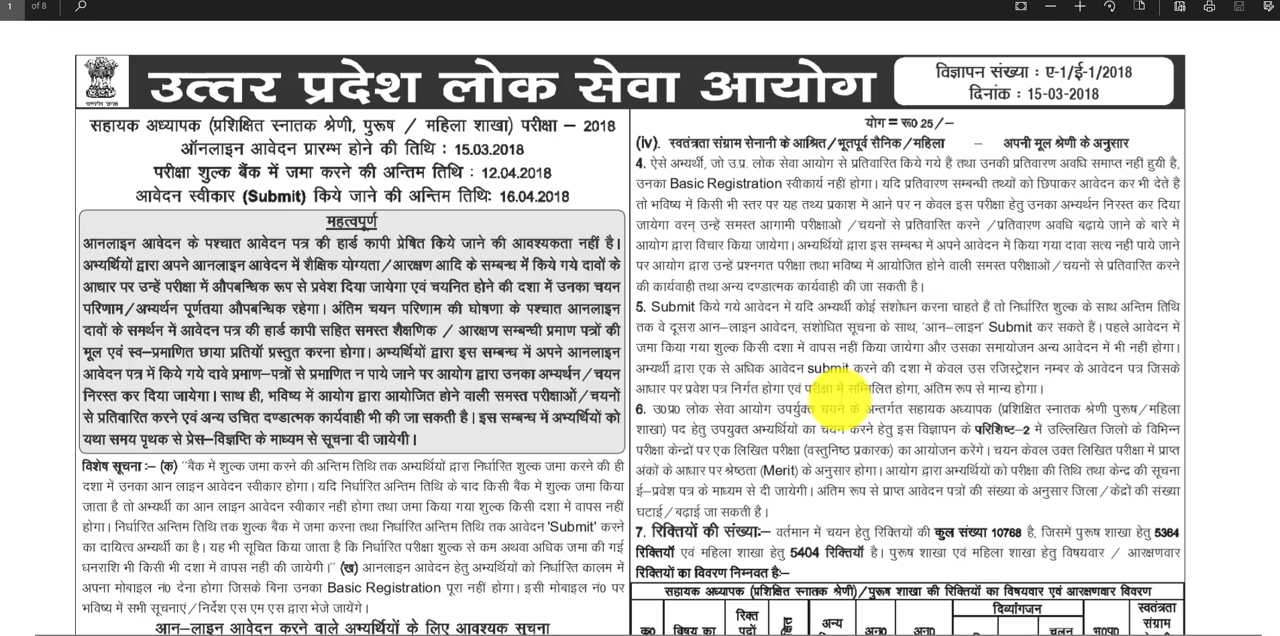 1 of 8
उत्तर प्रदेश लोक सेवा आयोग
विज्ञापन संख्या : ए-1/ई-1/2018
दिनांक : 15-03-2018
सहायक अध्यापक (प्रशिक्षित स्नातक श्रेणी, पुरूष / महिला शाखा) परीक्षा – 2018
ऑनलाइन आवेदन प्रारम्भ होने की तिथि : 15.03.2018
परीक्षा शुल्क बैंक में जमा करने की अन्तिम तिथि : 12.04.2018
आवेदन स्वीकार (Submit) किये जाने की अन्तिम तिथि: 16.04.2018
महत्वपूर्ण
आनलाइन आवेदन के पश्चात आवेदन पत्र की हार्ड कापी प्रेषित किये जाने की आवश्यकता नहीं है।
अभ्यर्थियों द्वारा अपने आनलाइन आवेदन में शैक्षिक योग्यता/आरक्षण आदि के सम्बन्ध में किये गये दावों के
आधार पर उन्हें परीक्षा में औपबन्धिक रूप से प्रवेश दिया जायेगा एवं चयनित होने की दशा में उनका चयन
परिणाम/अभ्यर्थन पूर्णतया औपबन्धिक रहेगा। अंतिम चयन परिणाम की घोषणा के पश्चात आनलाइन
दावों के समर्थन में आवेदन पत्र की हार्ड कापी सहित समस्त शैक्षणिक / आरक्षण सम्बन्धी प्रमाण पत्रों की
मूल एवं स्व–प्रमाणित छाया प्रतियॉ प्रस्तुत करना होगा। अभ्यर्थियों द्वारा इस सम्बन्ध में अपने आनलाइन
आवेदन पत्र में किये गये दावे प्रमाण–पत्रों से प्रमाणित न पाये जाने पर आयोग द्वारा उनका अभ्यर्थन/चयन
निरस्त कर दिया जायेगा। साथ ही, भविष्य में आयोग द्वारा आयोजित होने वाली समस्त परीक्षाओं/चयनों
से प्रतिवारित करने एवं अन्य उचित दण्डात्मक कार्यवाही भी की जा सकती है। इस सम्बन्ध में अभ्यर्थियों को
यथा समय पृथक से प्रेस–विज्ञप्ति के माध्यम से सूचना दी जायेगी।
विशेष सूचना :– (क) ''बैंक में शुल्क जमा करने की अन्तिम तिथि तक अभ्यर्थियों द्वारा निर्धारित शुल्क जमा करने की ही
दशा में उनका आन लाइन आवेदन स्वीकार होगा। यदि निर्धारित अन्तिम तिथि के बाद किसी बैंक में शुल्क जमा किया
जाता है तो अभ्यर्थी का आन लाइन आवेदन स्वीकार नहीं होगा तथा जमा किया गया शुल्क किसी दशा में वापस नहीं
होगा। निर्धारित अन्तिम तिथि तक शुल्क बैंक में जमा करना तथा निर्धारित अन्तिम तिथि तक आवेदन 'Submit' करने
का दायित्व अभ्यर्थी का है। यह भी सूचित किया जाता है कि निर्धारित परीक्षा शुल्क से कम अथवा अधिक जमा की गई
धनराशि भी किसी भी दशा में वापस नहीं की जायेगी।'' (ख) आनलाइन आवेदन हेतु अभ्यर्थियों को निर्धारित कालम में
अपना मोबाइल नं0 देना होगा जिसके बिना उनका Basic Registration पूरा नहीं होगा। इसी मोबाइल नं0 पर
भविष्य में सभी सूचनाएं/निर्देश एस एम एस द्वारा भेजे जायेंगे।
आन–लाइन आवेदन करने वाले अभ्यर्थियों के लिए आवश्यक सूचना
योग = रू0 25/–
(iv). स्वतंत्रता संग्राम सेनानी के आश्रित/भूतपूर्व सैनिक/महिला – अपनी मूल श्रेणी के अनुसार
4. ऐसे अभ्यर्थी, जो उ.प्र. लोक सेवा आयोग से प्रतिवारित किये गये हैं तथा उनकी प्रतिवारण अवधि समाप्त नहीं हुयी है,
उनका Basic Registration स्वीकार्य नहीं होगा। यदि प्रतिवारण सम्बन्धी तथ्यों को छिपाकर आवेदन कर भी देते हैं
तो भविष्य में किसी भी स्तर पर यह तथ्य प्रकाश में आने पर न केवल इस परीक्षा हेतु उनका अभ्यर्थन निरस्त कर दिया
जायेगा वरन् उन्हें समस्त आगामी परीक्षाओं /चयनों से प्रतिवारित करने /प्रतिवारण अवधि बढ़ाये जाने के बारे में
आयोग द्वारा विचार किया जायेगा। अभ्यर्थियों द्वारा इस सम्बन्ध में अपने आवेदन में किया गया दावा सत्य नही पाये जाने
पर आयोग द्वारा उन्हें प्रश्नगत परीक्षा तथा भविष्य में आयोजित होने वाली समस्त परीक्षाओं/चयनों से प्रतिवारित करने
की कार्यवाही तथा अन्य दण्डात्मक कार्यवाही की जा सकती है।
5. Submit किये गये आवेदन में यदि अभ्यर्थी कोई संशोधन करना चाहते हैं तो निर्धारित शुल्क के साथ अन्तिम तिथि
तक वे दूसरा आन–लाइन आवेदन, संशोधित सूचना के साथ, 'आन–लाइन' Submit कर सकते हैं। पहले आवेदन में
जमा किया गया शुल्क किसी दशा में वापस नहीं किया जायेगा और उसका समायोजन अन्य आवेदन में भी नहीं होगा।
अभ्यर्थी द्वारा एक से अधिक आवेदन submit करने की दशा में केवल उस रजिस्ट्रेशन नम्बर के आवेदन पत्र जिसके
आधार पर प्रवेश पत्र निर्गत होगा एवं परीक्षा में सम्मिलित होगा, अंतिम रूप से मान्य होगा।
6. उ0प्र0 लोक सेवा आयोग उपर्युक्त चयन के अन्तर्गत सहायक अध्यापक (प्रशिक्षित स्नातक श्रेणी पुरूष/महिला
शाखा) पद हेतु उपयुक्त अभ्यर्थियों का चयन करने हेतु इस विज्ञापन के परिशिष्ट–2 में उल्लिखित जिलों के विभिन्न
परीक्षा केन्द्रों पर एक लिखित परीक्षा (वस्तुनिष्ठ प्रकारक) का आयोजन करेंगे। चयन केवल उक्त लिखित परीक्षा में प्राप्त
अंकों के आधार पर श्रेष्ठता (Merit) के अनुसार होगा। आयोग द्वारा अभ्यर्थियों को परीक्षा की तिथि तथा केन्द्र की सूचना
ई–प्रवेश पत्र के माध्यम से दी जायेगी। अंतिम रूप से प्राप्त आवेदन पत्रों की संख्या के अनुसार जिला/केंद्रों की संख्या
घटाई/बढ़ाई जा सकती है।
7. रिक्तियों की संख्या:– वर्तमान में चयन हेतु रिक्तियों की कुल संख्या 10768 है, जिसमें पुरूष शाखा हेतु 5364
रिक्तियों एवं महिला शाखा हेतु 5404 रिक्तियॉ है। पुरूष शाखा एवं महिला शाखा हेतु विषयवार / आरक्षणवार
रिक्तियों का विवरण निम्नवत है:–
सहायक अध्यापक (प्रशिक्षित स्नातक श्रेणी)/पुरूष शाखा की रिक्तियों का विषयवार एवं आरक्षणवार विवरण
क्र0 विषय का रिक्त पदों अन्य अनु0 अनु0 दिव्यांगजन चलन भू0पू0 स्वतंत्रता संग्राम